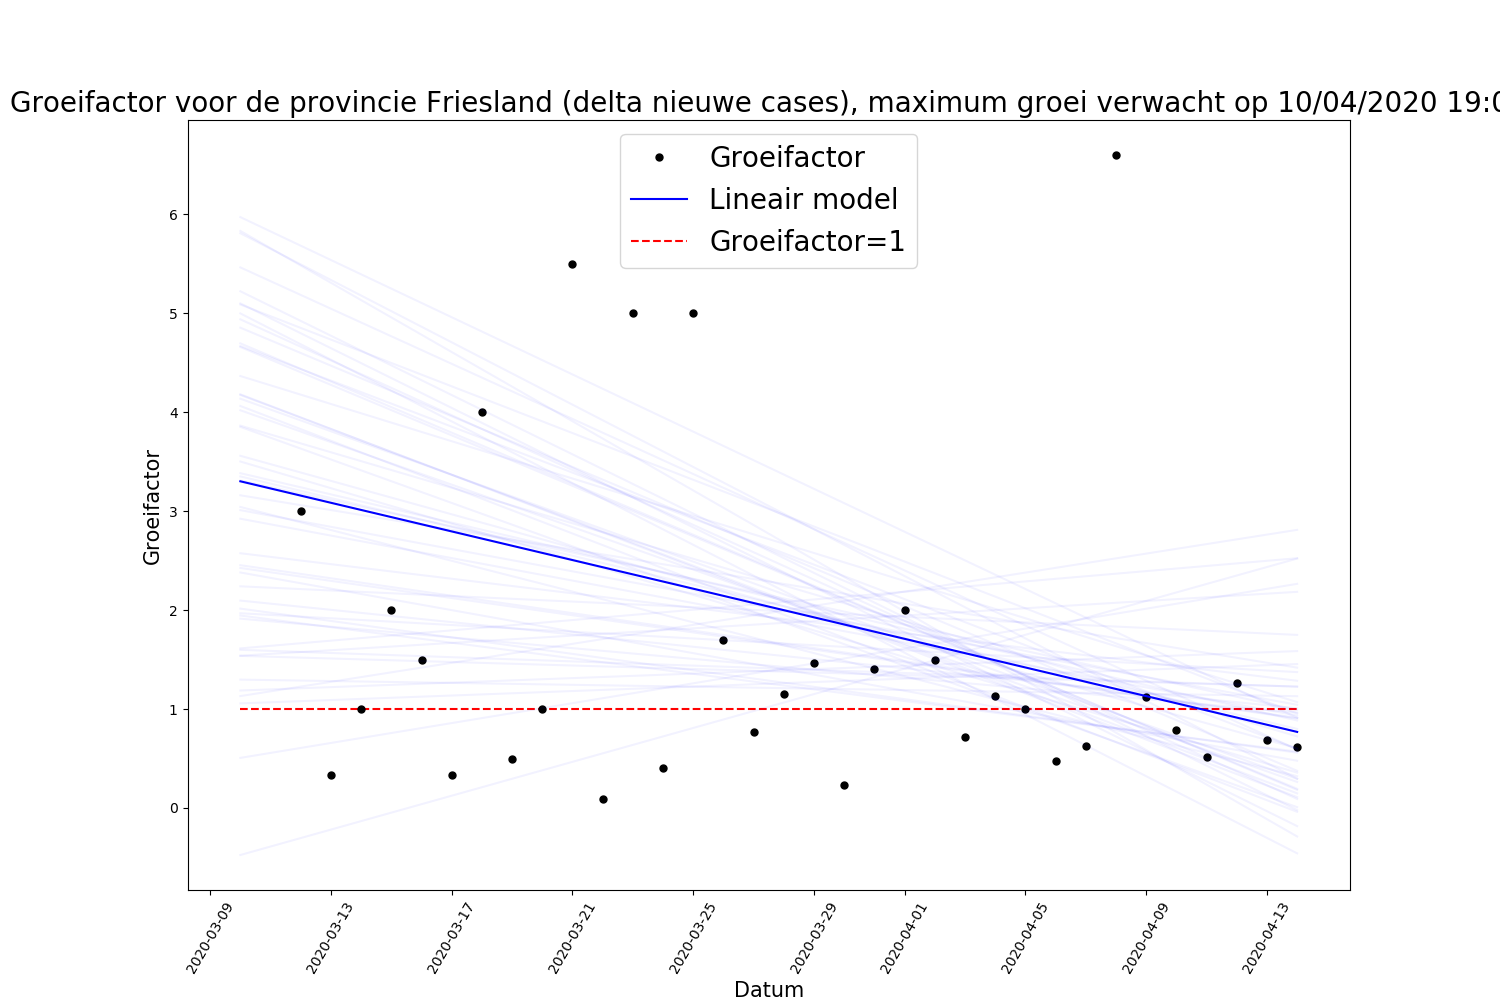 Groeifactor voor de provincie Friesland (delta nieuwe cases), maximum groei verwacht op 10/04/2020
Groeifactor
Lineair model
Groeifactor=1
Groeifactor
6
5
4
3
2
1
0
2020-03-09
2020-03-13
2020-03-17
2020-03-21
2020-03-25
2020-03-29
2020-04-01
2020-04-05
2020-04-09
2020-04-13
Datum